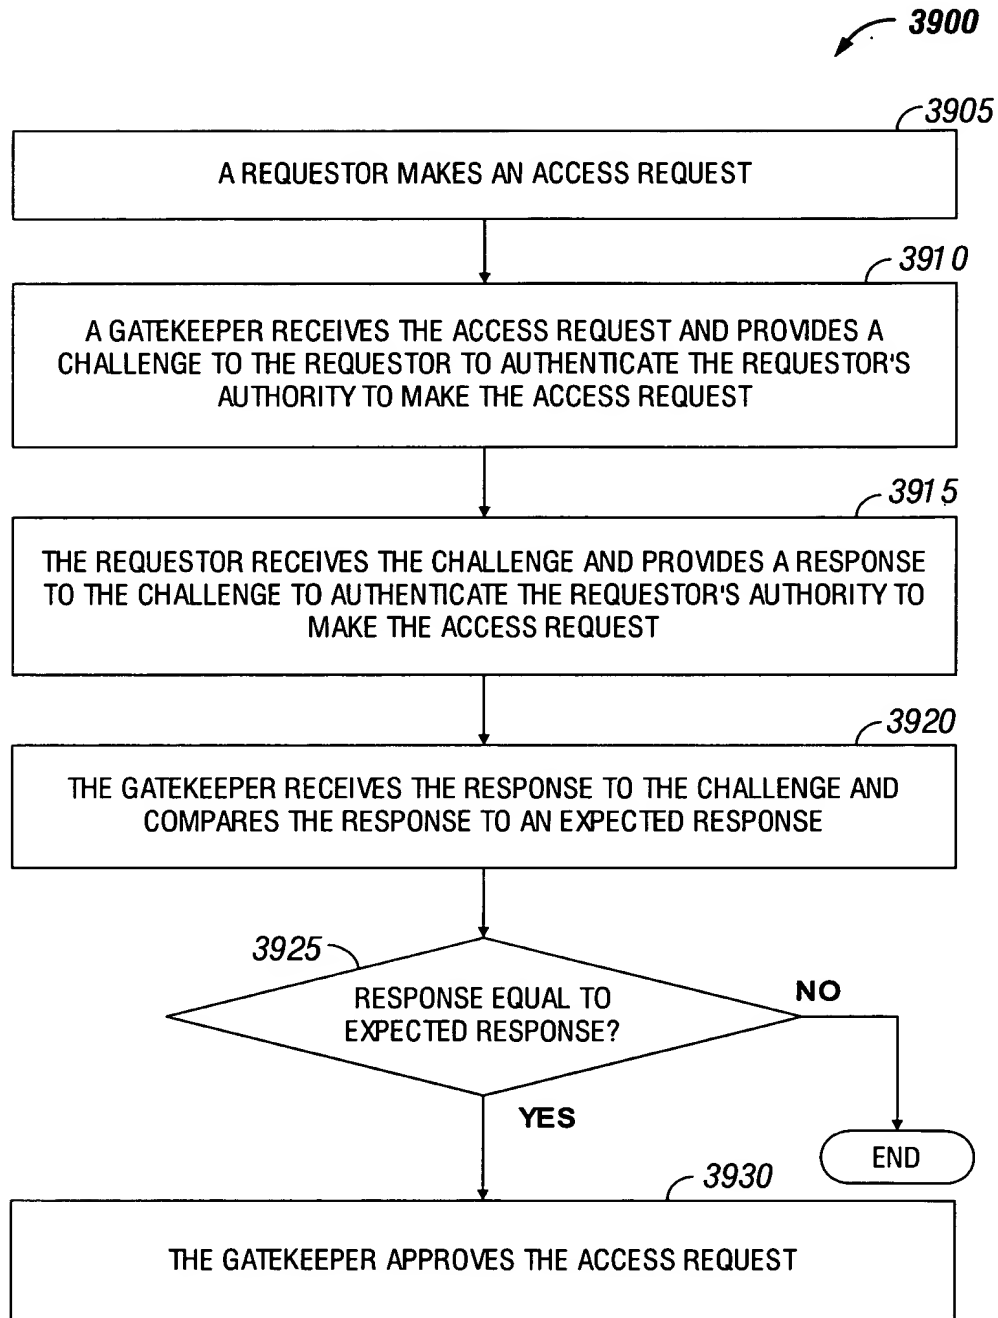 3900
3905
A REQUESTOR MAKES AN ACCESS REQUEST
3910
A GATEKEEPER RECEIVES THE ACCESS REQUEST AND PROVIDES A
CHALLENGE TO THE REQUESTOR TO AUTHENTICATE THE REQUESTOR'S
AUTHORITY TO MAKE THE ACCESS REQUEST
3915
THE REQUESTOR RECEIVES THE CHALLENGE AND PROVIDES A RESPONSE
TO THE CHALLENGE TO AUTHENTICATE THE REQUESTOR'S AUTHORITY TO
MAKE THE ACCESS REQUEST
3920
THE GATEKEEPER RECEIVES THE RESPONSE TO THE CHALLENGE AND
COMPARES THE RESPONSE TO AN EXPECTED RESPONSE
3925
RESPONSE EQUAL TO
EXPECTED RESPONSE?
NO
YES
END
3930
THE GATEKEEPER APPROVES THE ACCESS REQUEST